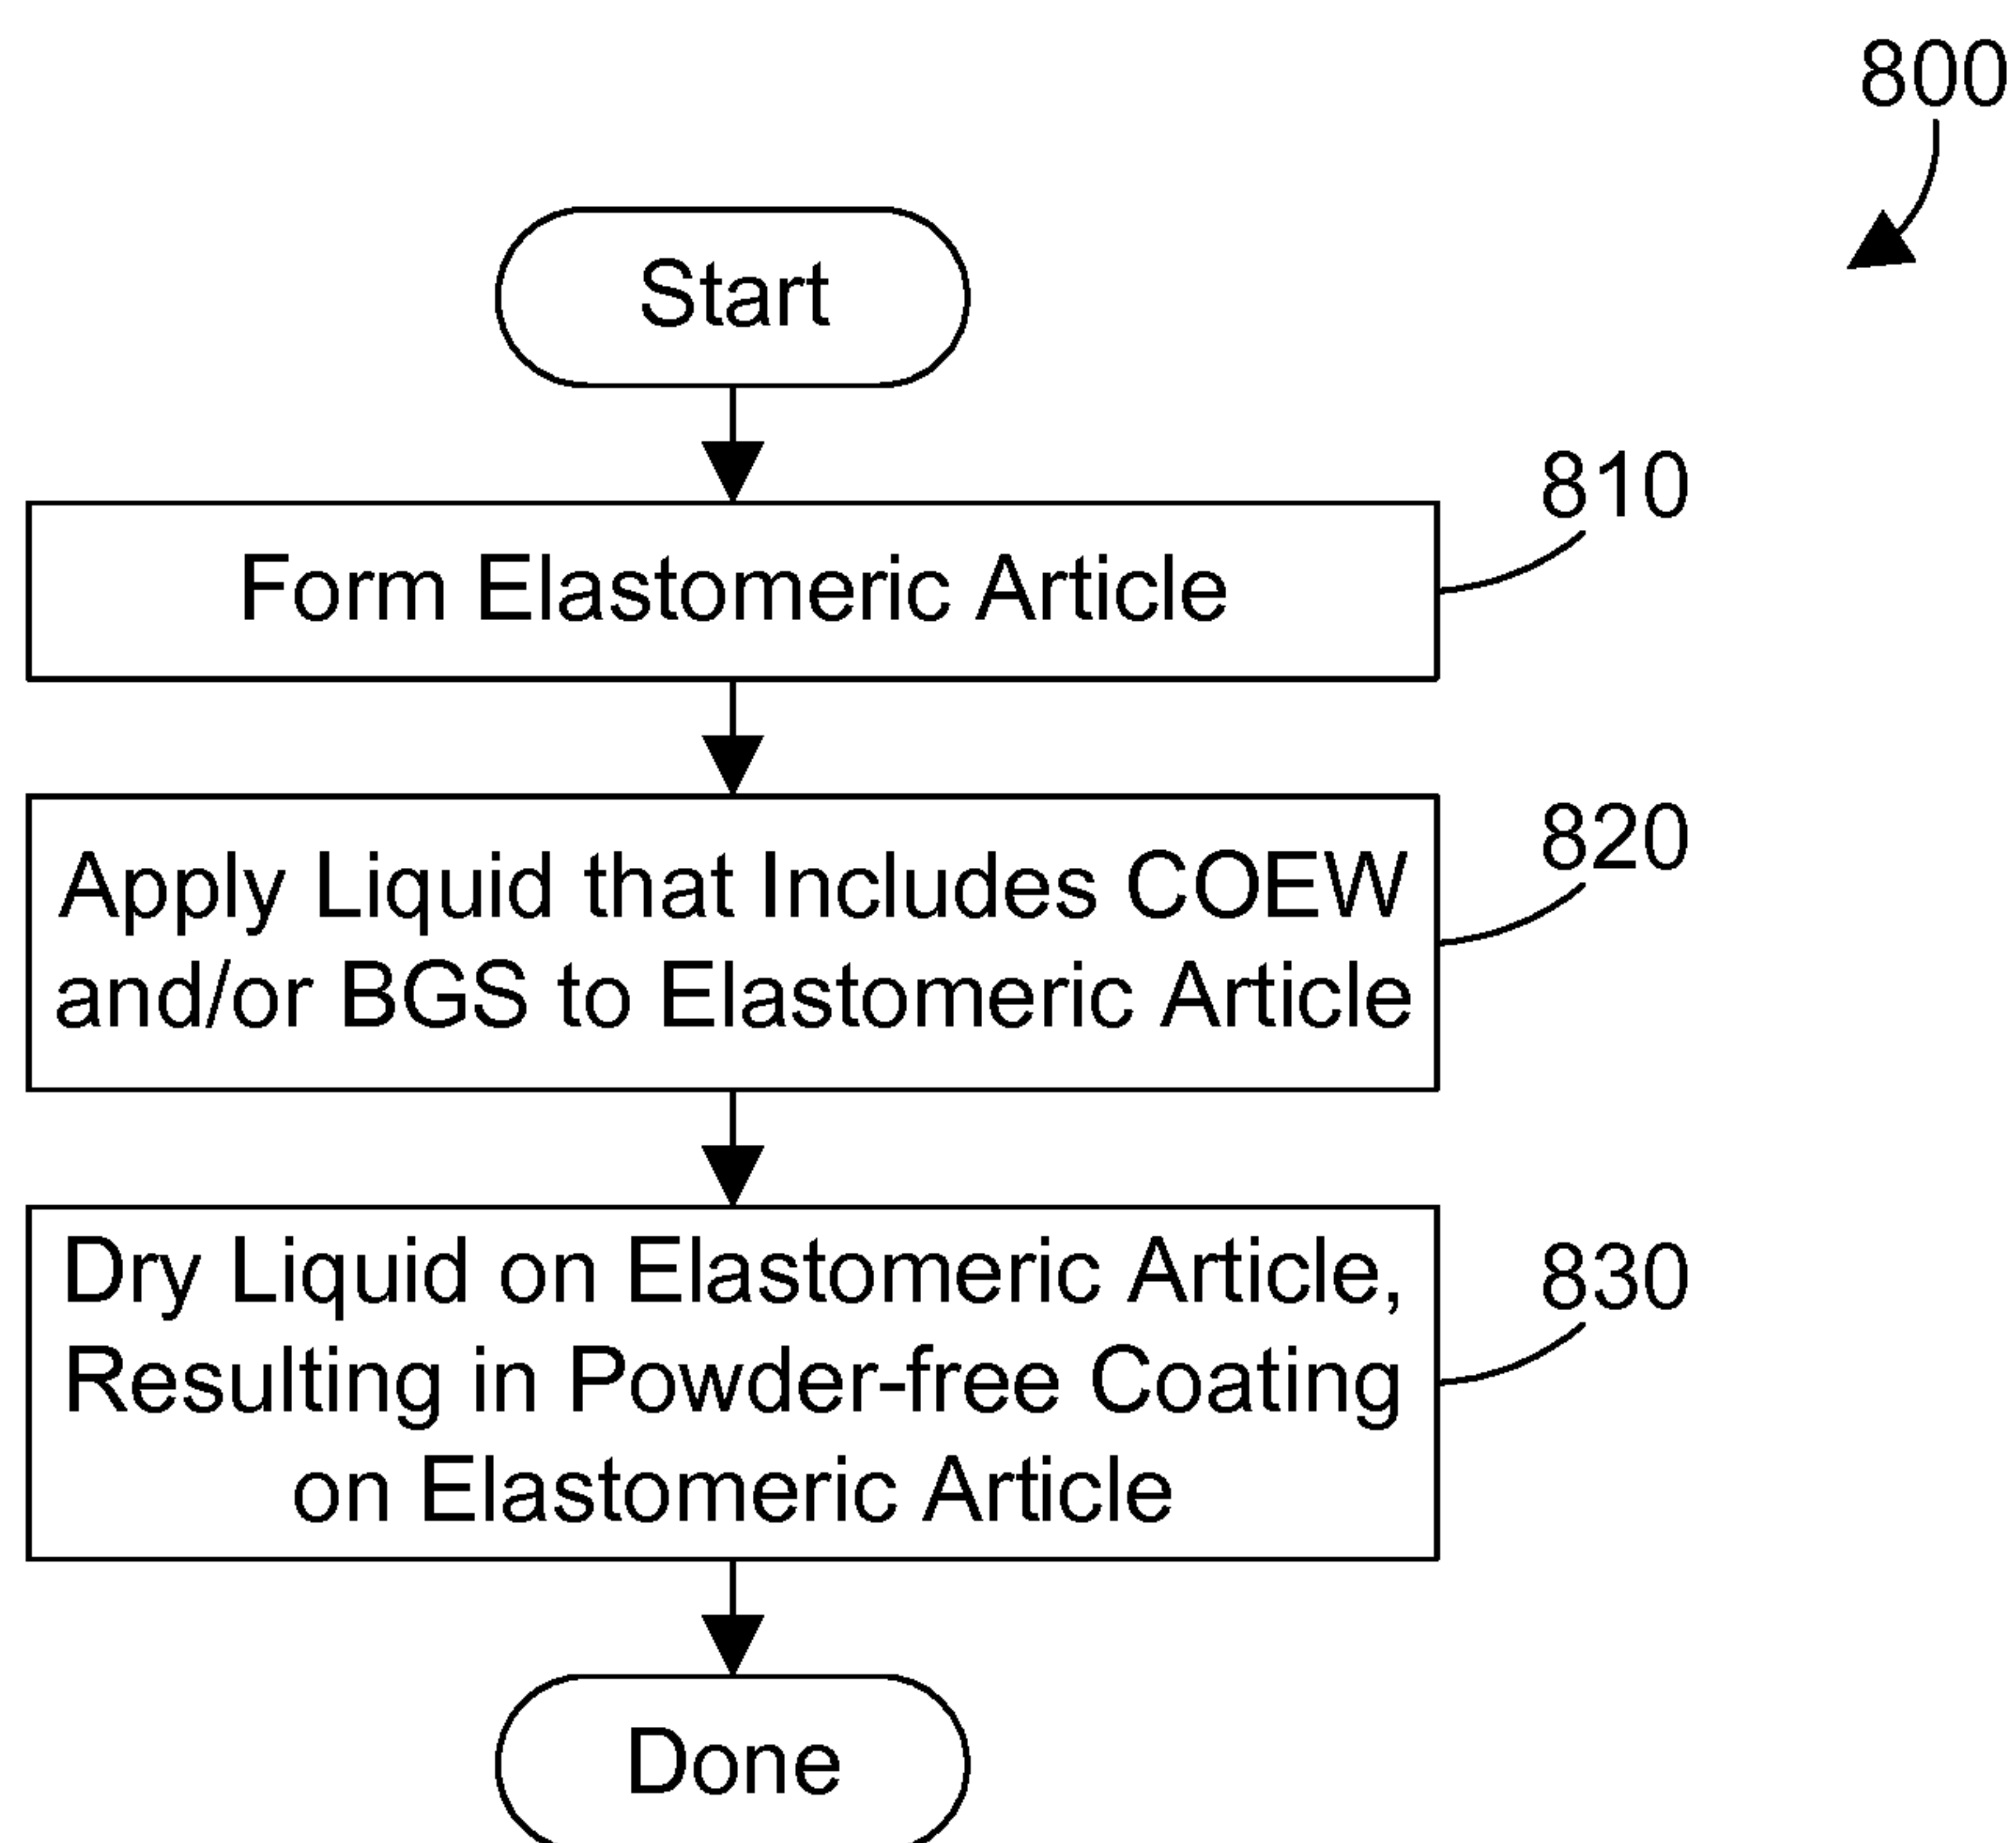 800
Start
810
Form Elastomeric Article
820
Apply Liquid that Includes COEW
and/or BGS to Elastomeric Article
830
Dry Liquid on Elastomeric Article,
Resulting in Powder-free Coating
on Elastomeric Article
Done